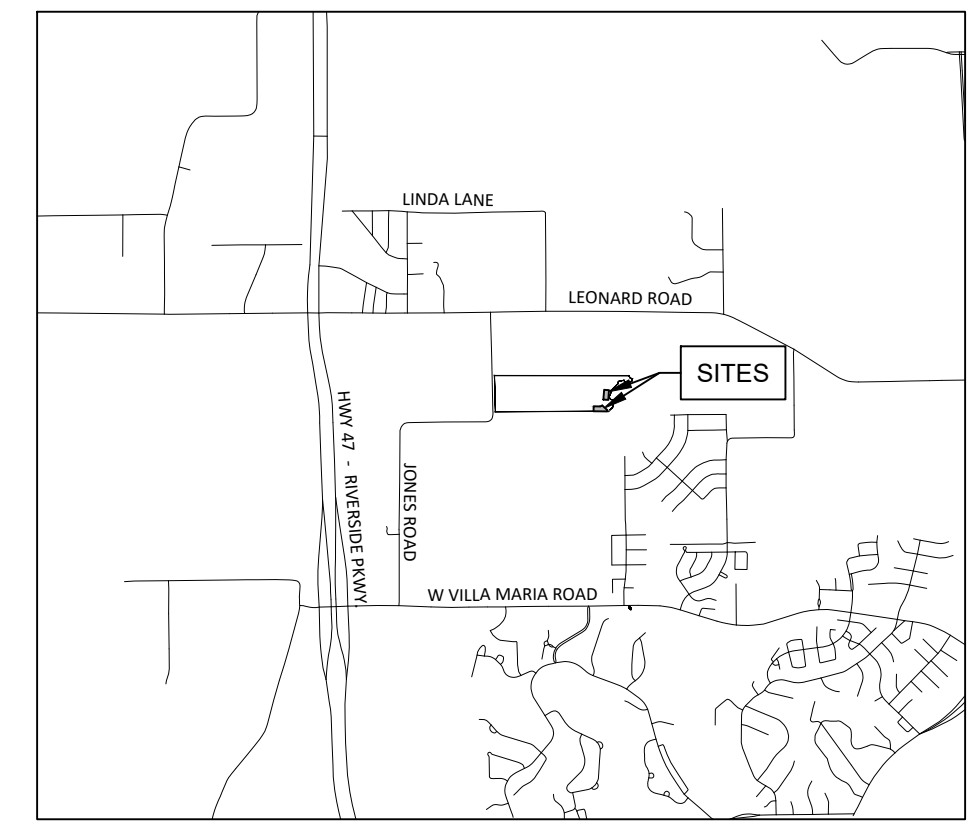 LINDA LANE
LEONARD ROAD
SITES
HWY 47 - RIVERSIDE PKWY.
JONES ROAD
W VILLA MARIA ROAD